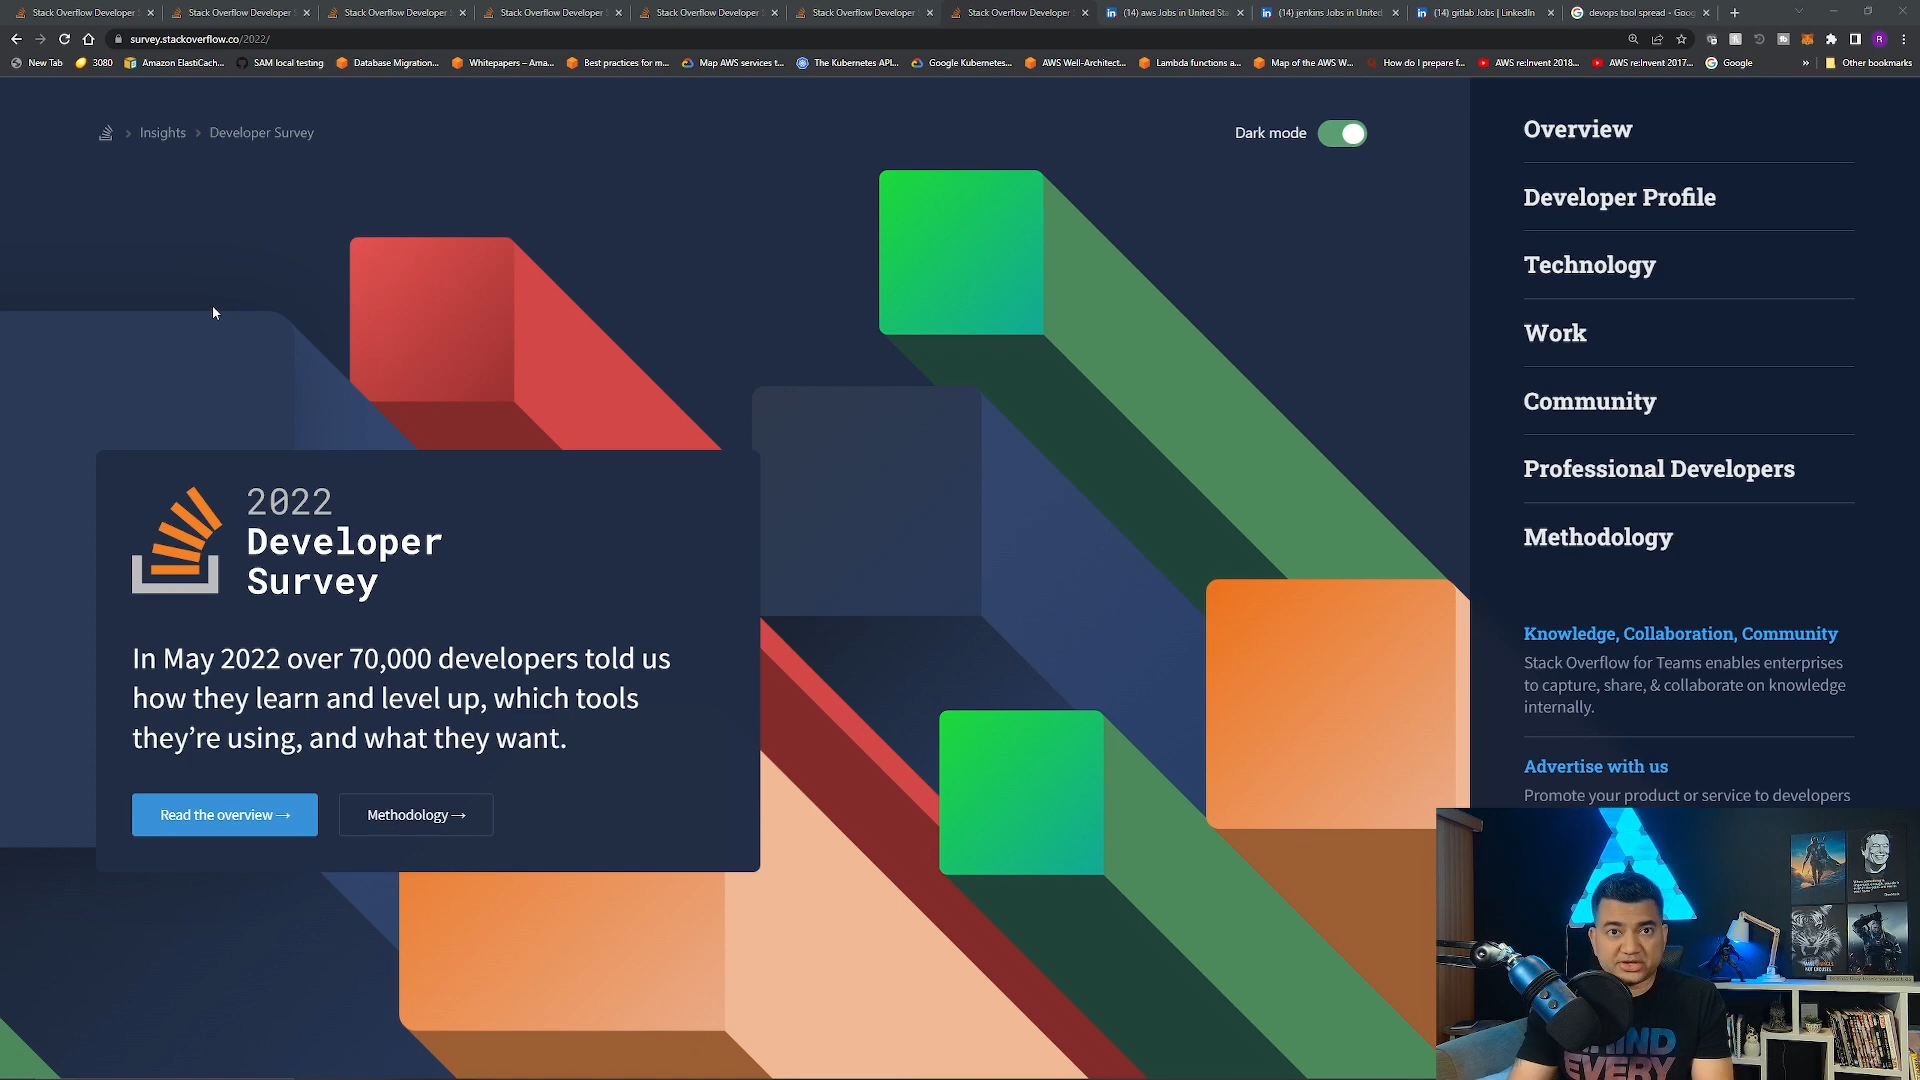 Stack Overflow Developer
Stack Overflow Developer
Stack Overflow Developer
Stack Overflow Developer
Stack Overflow Developer
Stack Overflow Developer
Stack Overflow Developer
(14) aws Jobs in United Sta
(14) jenkins Jobs in United
(14) gitlab Jobs | LinkedIn
devops tool spread - Goog
survey.stackoverflow.co/2022/
New Tab
3080
Amazon ElastiCach...
SAM local testing
Database Migration...
Whitepapers – Ama...
Best practices for m...
Map AWS services t...
The Kubernetes API...
Google Kubernetes...
AWS Well-Architect...
Lambda functions a...
Map of the AWS W...
How do I prepare f...
AWS re:Invent 2018...
AWS re:Invent 2017...
Google
»
Other bookmarks
Insights
Developer Survey
Dark mode
2022
Developer
Survey
In May 2022 over 70,000 developers told us
how they learn and level up, which tools
they’re using, and what they want.
Read the overview →
Methodology →
Overview
Developer Profile
Technology
Work
Community
Professional Developers
Methodology
Knowledge, Collaboration, Community
Stack Overflow for Teams enables enterprises
to capture, share, & collaborate on knowledge
internally.
Advertise with us
Promote your product or service to developers
EVERY